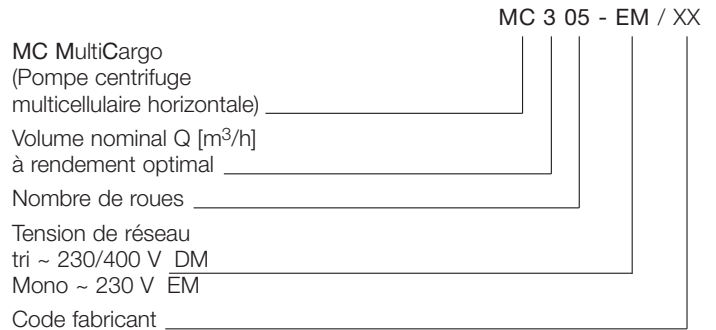 MC 3 05 - EM / XX
MC MultiCargo
(Pompe centrifuge
multicellulaire horizontale)
Volume nominal Q [m³/h]
à rendement optimal
Nombre de roues
Tension de réseau
tri ~ 230/400 V DM
Mono ~ 230 V EM
Code fabricant